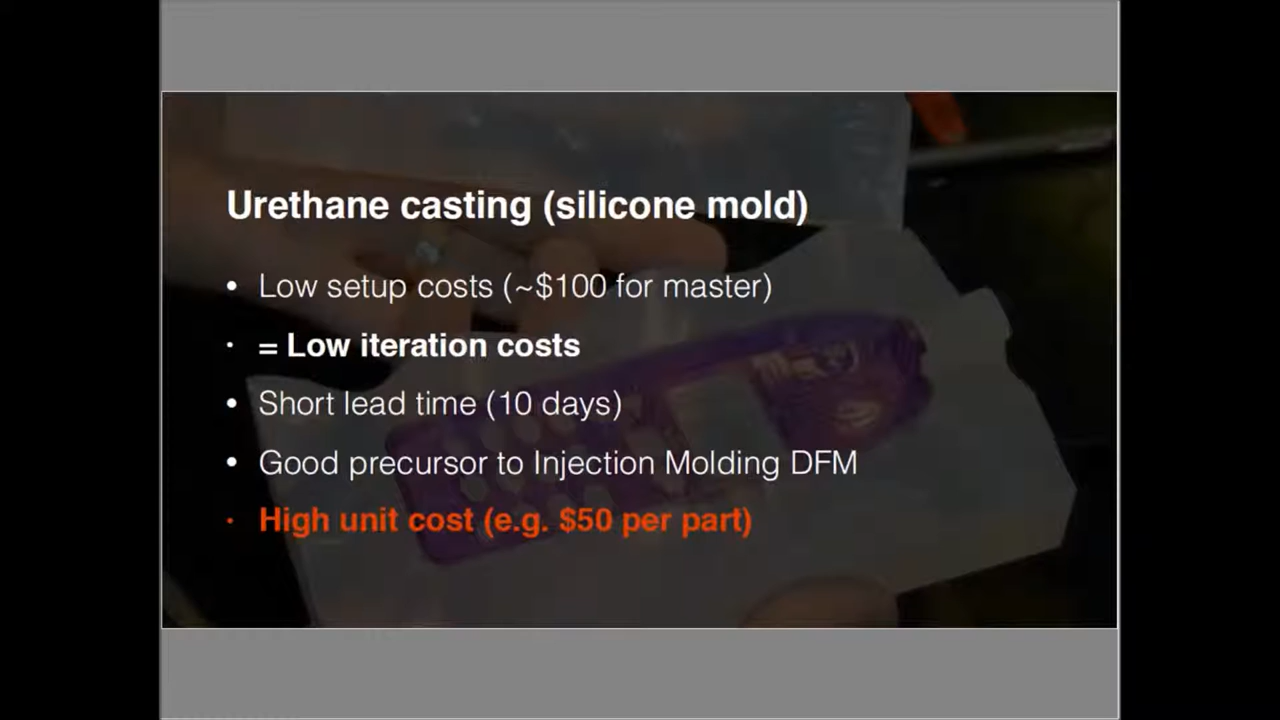 Urethane casting (silicone mold)
• Low setup costs (~$100 for master)
• = Low iteration costs
• Short lead time (10 days)
• Good precursor to Injection Molding DFM
• High unit cost (e.g. $50 per part)